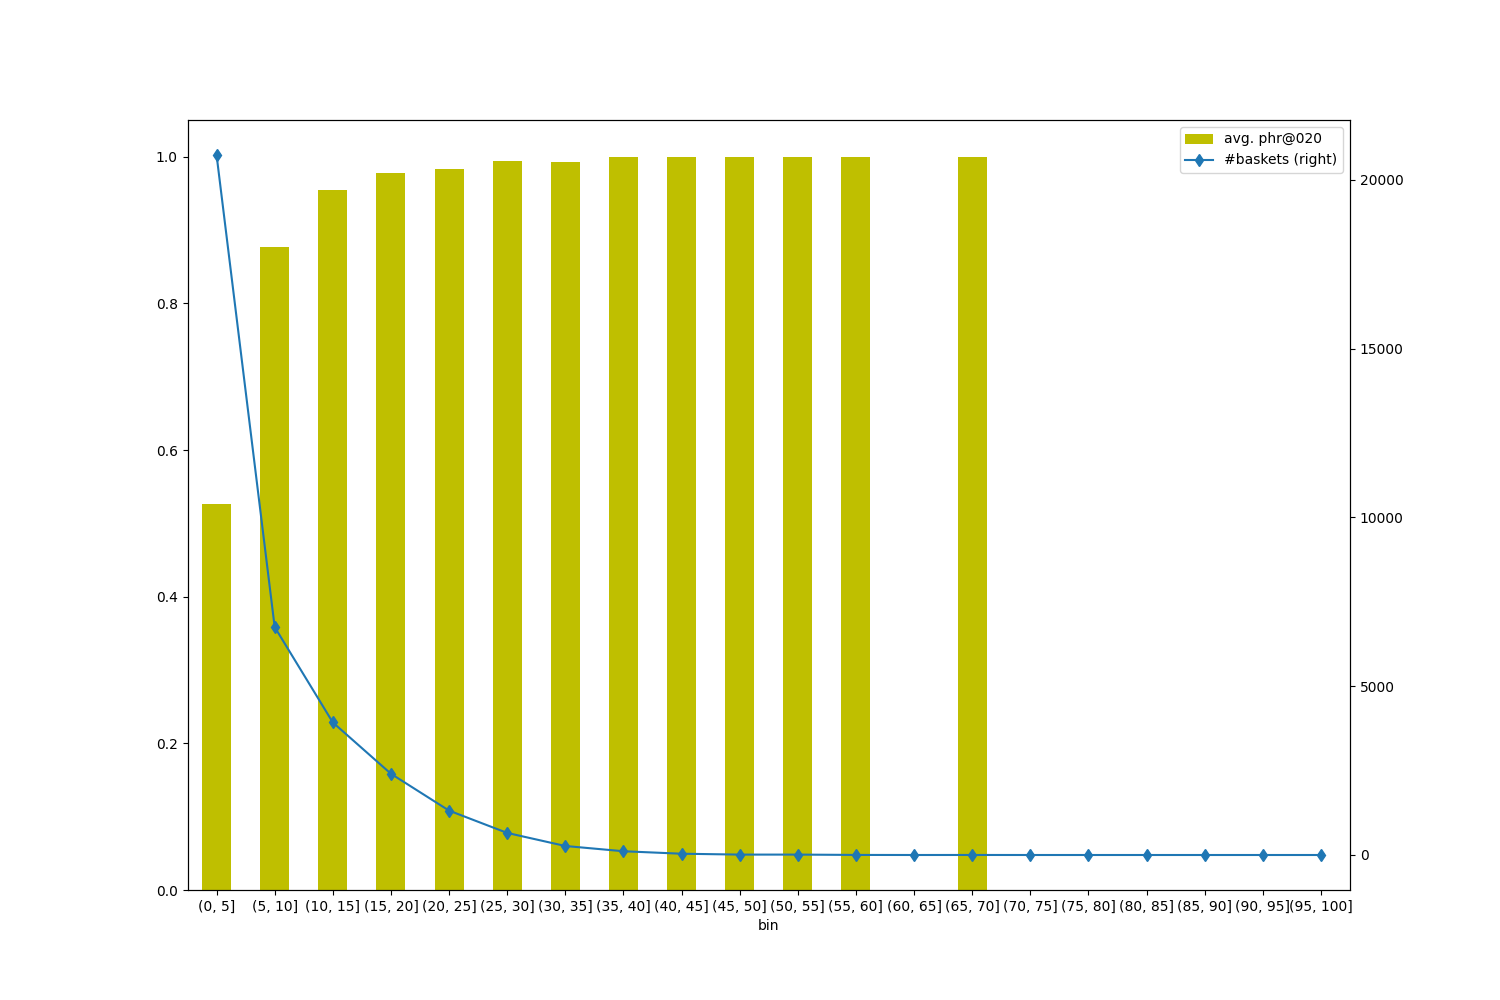 avg. phr@020
#baskets (right)
1.0
0.8
0.6
0.4
0.2
0.0
20000
15000
10000
5000
0
(0, 5] (5, 10] (10, 15] (15, 20] (20, 25] (25, 30] (30, 35] (35, 40] (40, 45] (45, 50] (50, 55] (55, 60] (60, 65] (65, 70] (70, 75] (75, 80] (80, 85] (85, 90] (90, 95] (95, 100]
bin